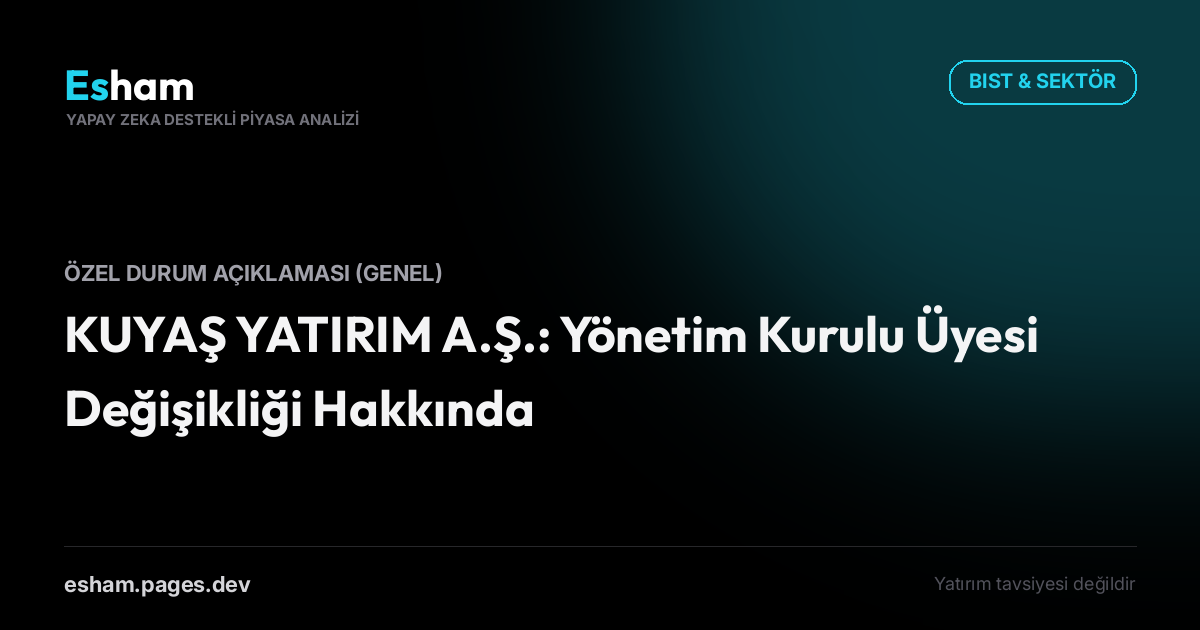 Esham
YAPAY ZEKA DESTEKLİ PİYASA ANALİZİ
BIST & SEKTÖR
ÖZEL DURUM AÇIKLAMASI (GENEL)
KUYAŞ YATIRIM A.Ş.: Yönetim Kurulu Üyesi
Değişikliği Hakkında
esham.pages.dev
Yatırım tavsiyesi değildir